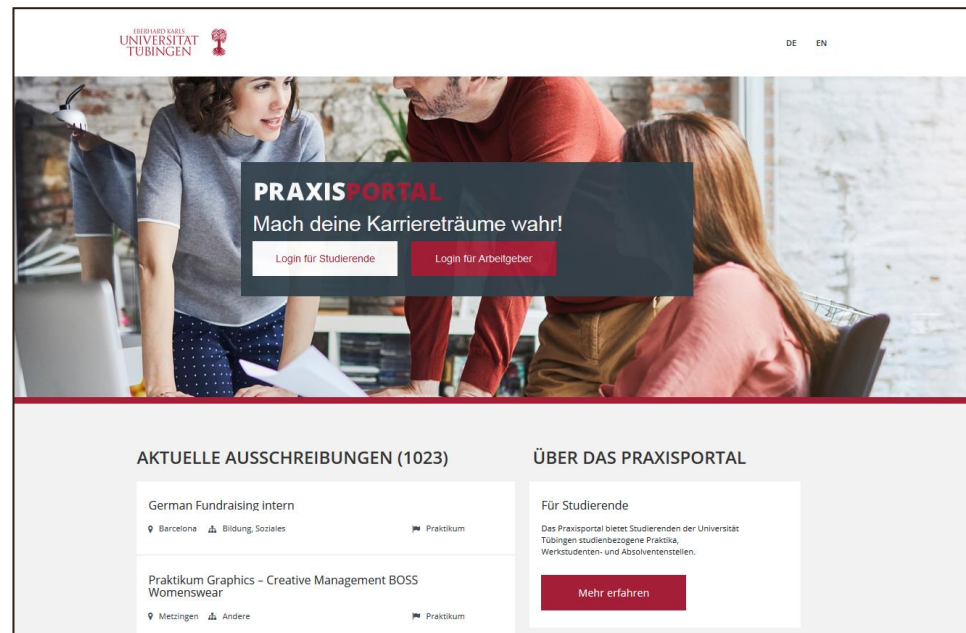 EBERHARD KARLS
UNIVERSITÄT
TÜBINGEN
DE EN
PRAXISPORTAL
Mach deine Karriereträume wahr!
Login für Studierende Login für Arbeitgeber
AKTUELLE AUSSCHREIBUNGEN (1023)
German Fundraising intern
Barcelona Bildung, Soziales Praktikum
Praktikum Graphics – Creative Management BOSS
Womenswear
Metzingen Andere Praktikum
ÜBER DAS PRAXISPORTAL
Für Studierende
Das Praxisportal bietet Studierenden der Universität
Tübingen studienbezogene Praktika,
Werkstudenten- und Absolventenstellen.
Mehr erfahren